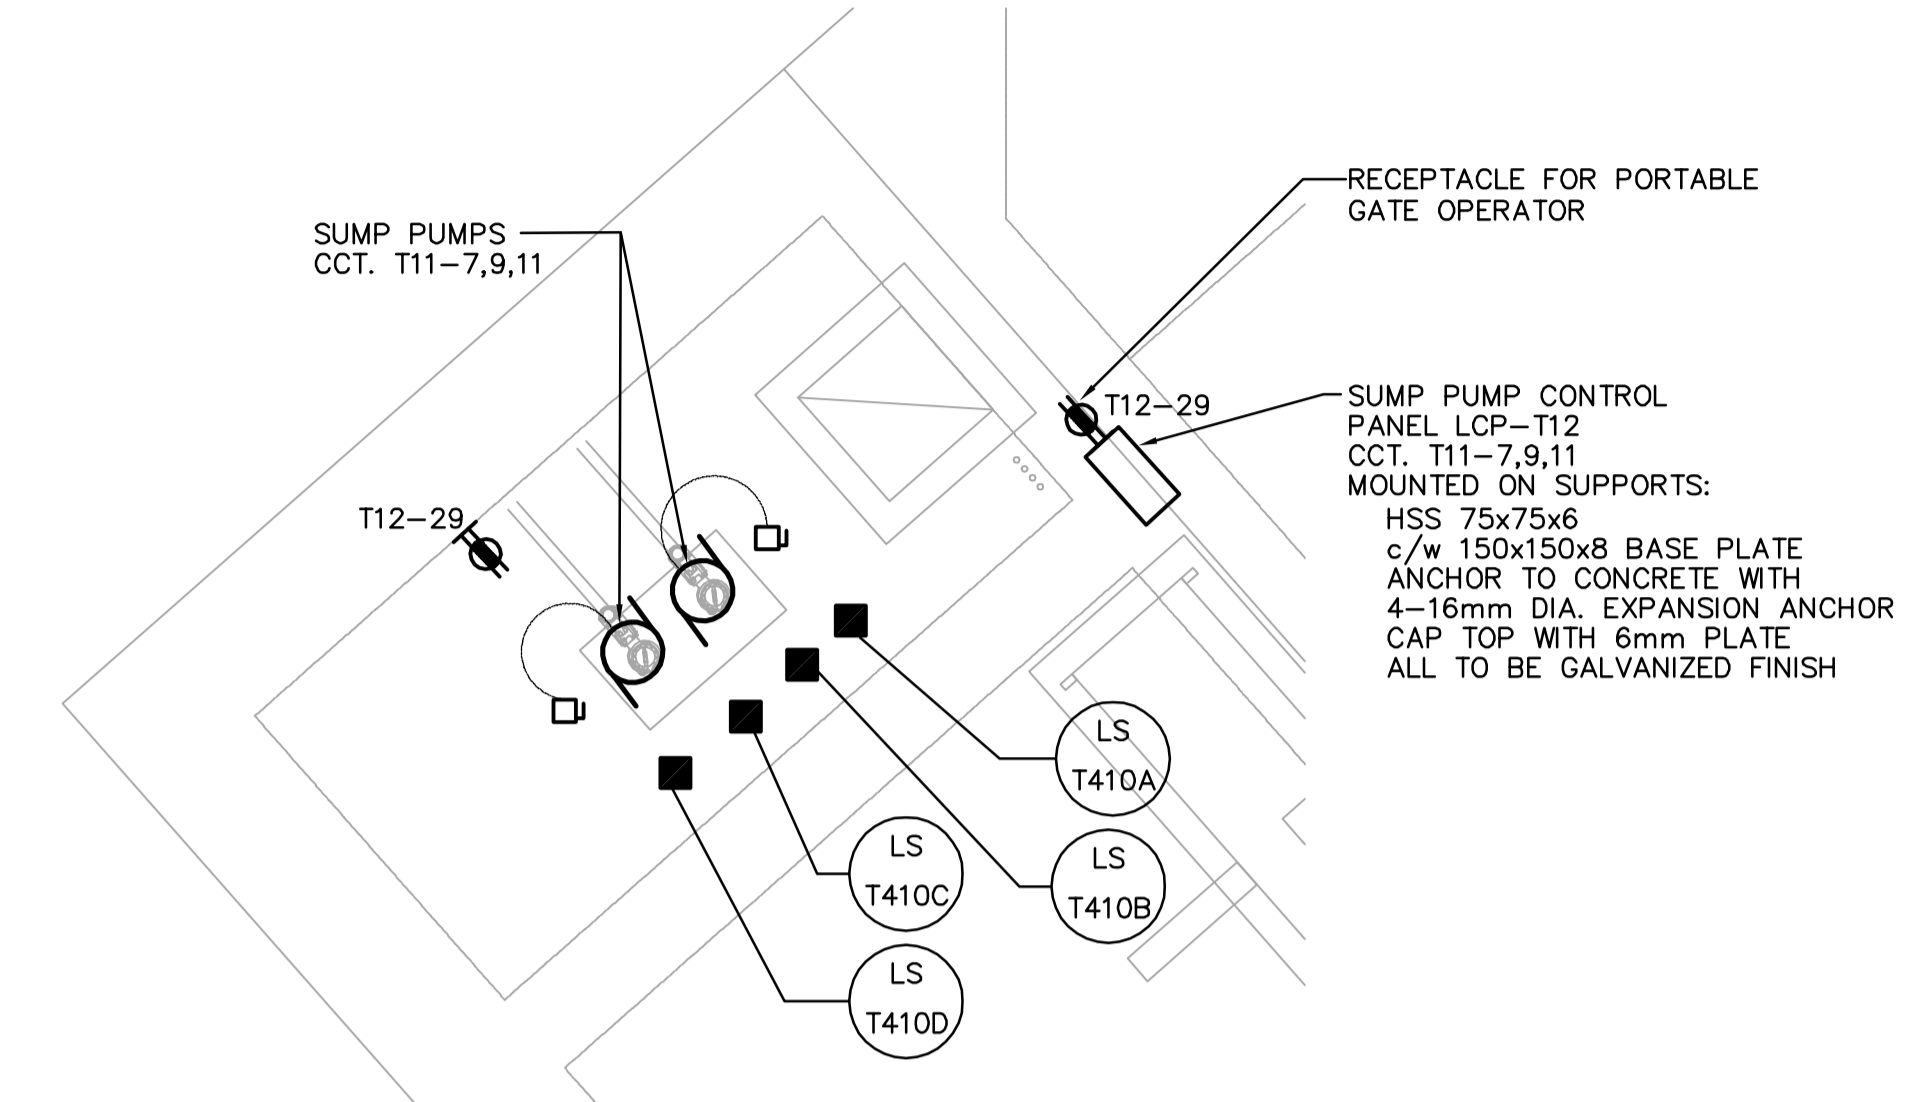 RECEPTACLE FOR PORTABLE
GATE OPERATOR
SUMP PUMPS
CCT. T11-7,9,11
T12-29
SUMP PUMP CONTROL
PANEL LCP-T12
CCT. T11-7,9,11
MOUNTED ON SUPPORTS:
HSS 75x75x6
c/w 150x150x8 BASE PLATE
ANCHOR TO CONCRETE WITH
4-16mm DIA. EXPANSION ANCHOR
CAP TOP WITH 6mm PLATE
ALL TO BE GALVANIZED FINISH
T12-29
LS
T410A
LS
T410C
LS
T410B
LS
T410D